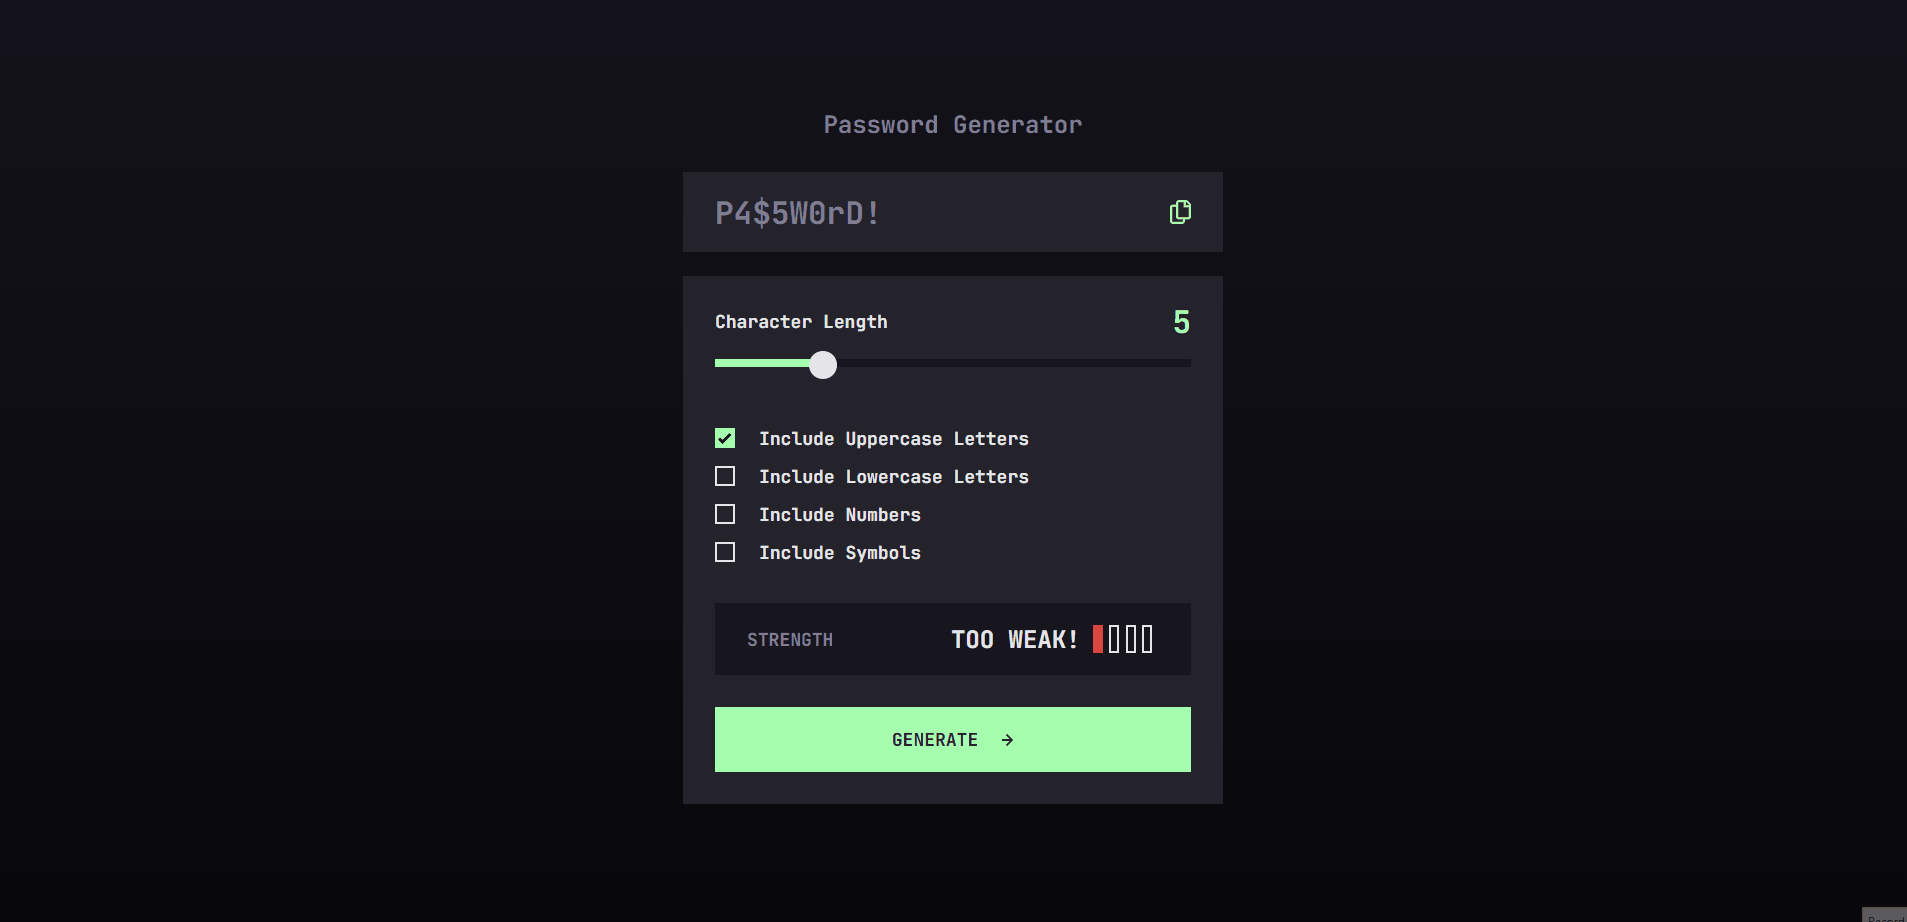 Password Generator
P4$5W0rD!
Character Length 5
Include Uppercase Letters
Include Lowercase Letters
Include Numbers
Include Symbols
STRENGTH TOO WEAK!
GENERATE →